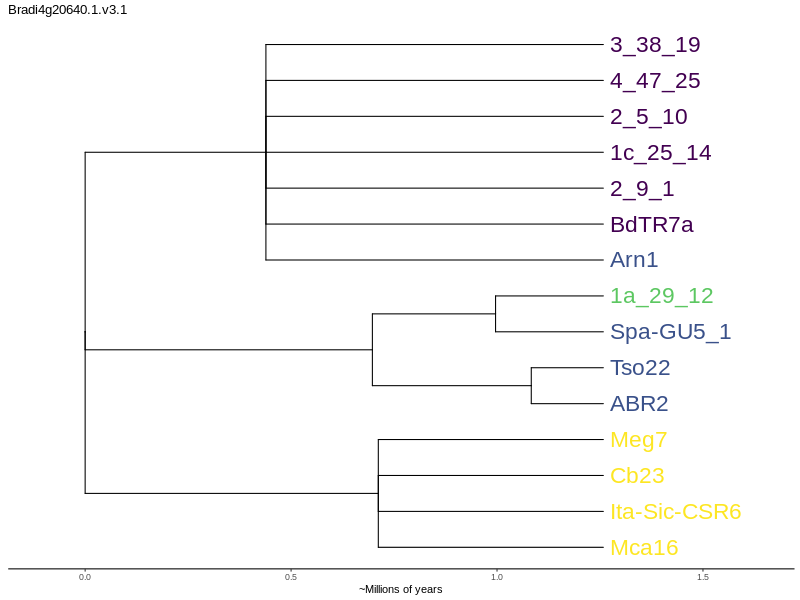 Bradi4g20640.1.v3.1
3_38_19
4_47_25
2_5_10
1c_25_14
2_9_1
BdTR7a
Arn1
1a_29_12
Spa-GU5_1
Tso22
ABR2
Meg7
Cb23
Ita-Sic-CSR6
Mca16
0.0 0.5 1.0 1.5
~Millions of years